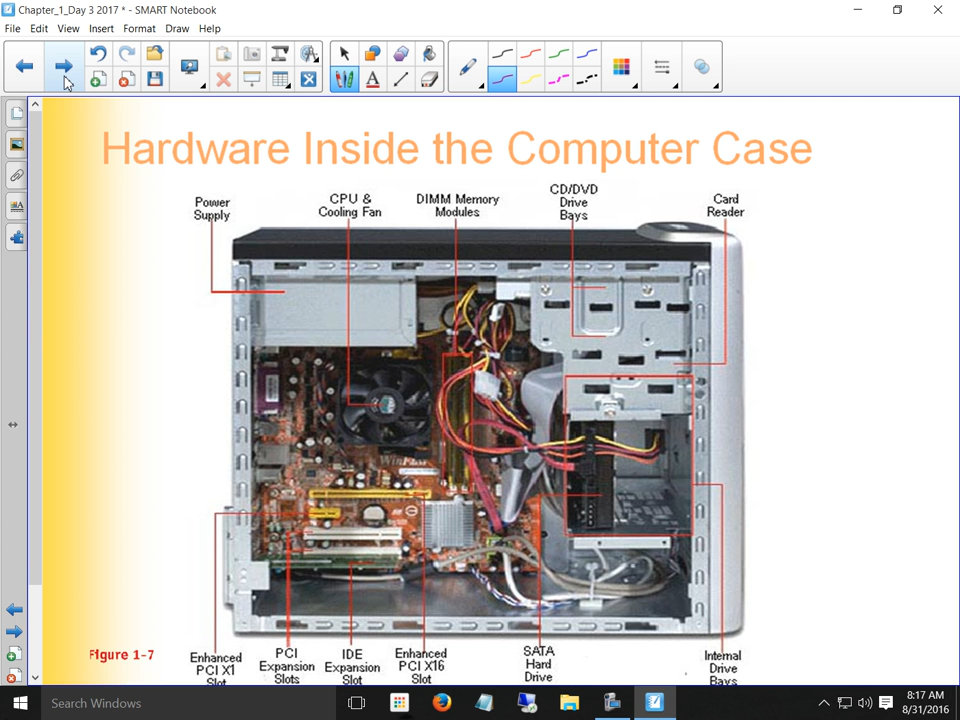 Chapter_1_Day 3 2017 * - SMART Notebook
File Edit View Insert Format Draw Help
Hardware Inside the Computer Case
Power
Supply
CPU &
Cooling Fan
DIMM Memory
Modules
CD/DVD
Drive
Bays
Card
Reader
Figure 1-7
Enhanced
PCI X1
Slot
PCI
Expansion
Slots
IDE
Expansion
Slot
Enhanced
PCI X16
Slot
SATA
Hard
Drive
Internal
Drive
Bays
Search Windows
8:17 AM
8/31/2016